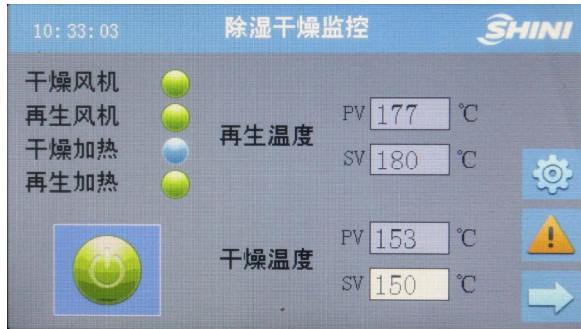 10:33:03 除湿干燥监控 SHINI
干燥风机
再生风机
干燥加热
再生加热
再生温度
PV 177 ℃
SV 180 ℃
干燥温度
PV 153 ℃
SV 150 ℃